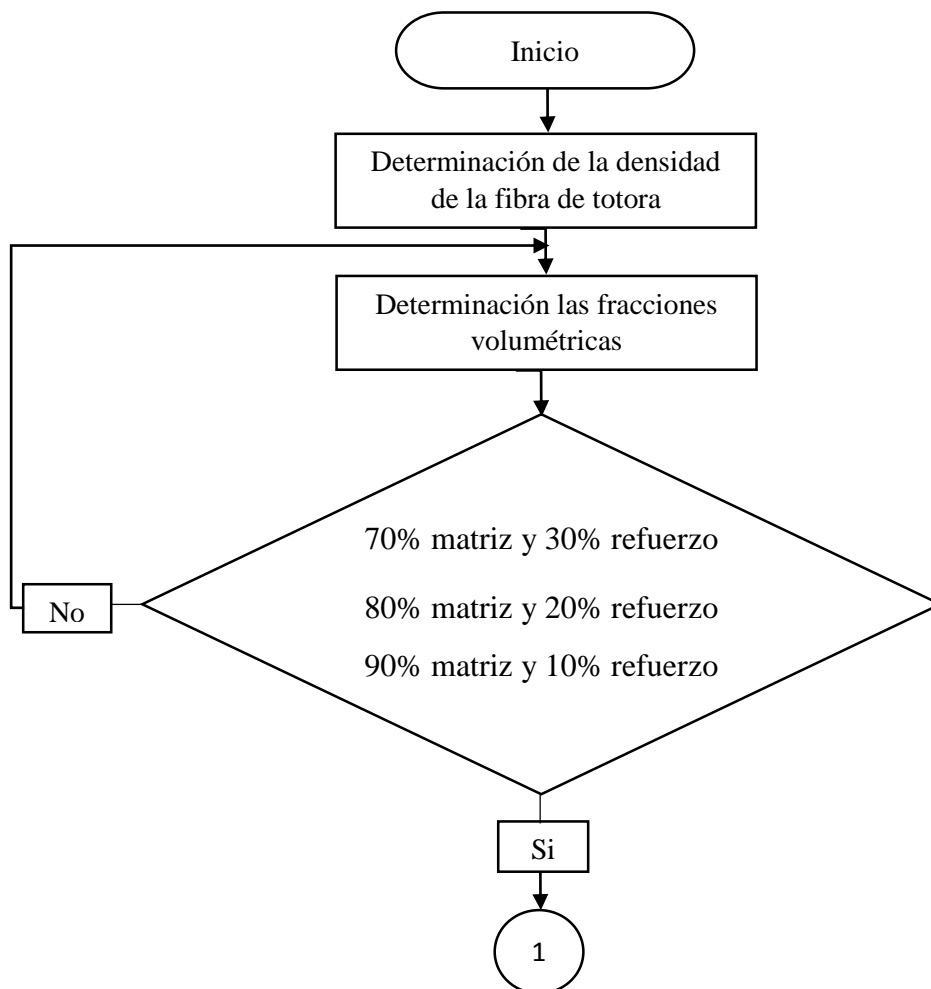 Inicio
Determinación de la densidad
de la fibra de totora
Determinación las fracciones
volumétricas
70% matriz y 30% refuerzo
80% matriz y 20% refuerzo
90% matriz y 10% refuerzo
No
Si
1